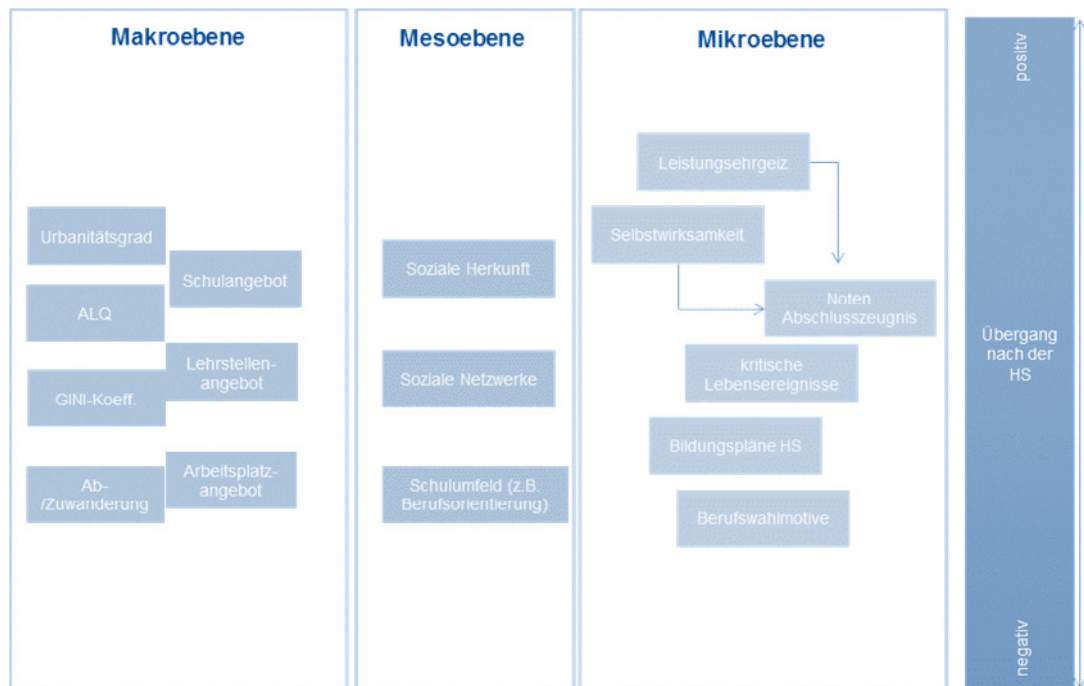 Makroebene
Urbanitätsgrad
Schulangebot
ALQ
Lehrstellen-
angebot
GINI-Koeff.
Arbeitsplatz-
angebot
Ab-
/Zuwanderung
Mesoebene
Soziale Herkunft
Soziale Netzwerke
Schulumfeld (z.B.
Berufsorientierung)
Mikroebene
Leistungsehrgeiz
Selbstwirksamkeit
Noten
Abschlusszeugnis
kritische
Lebensereignisse
Bildungspläne HS
Berufswahlmotive
positiv
Übergang
nach der
HS
negativ